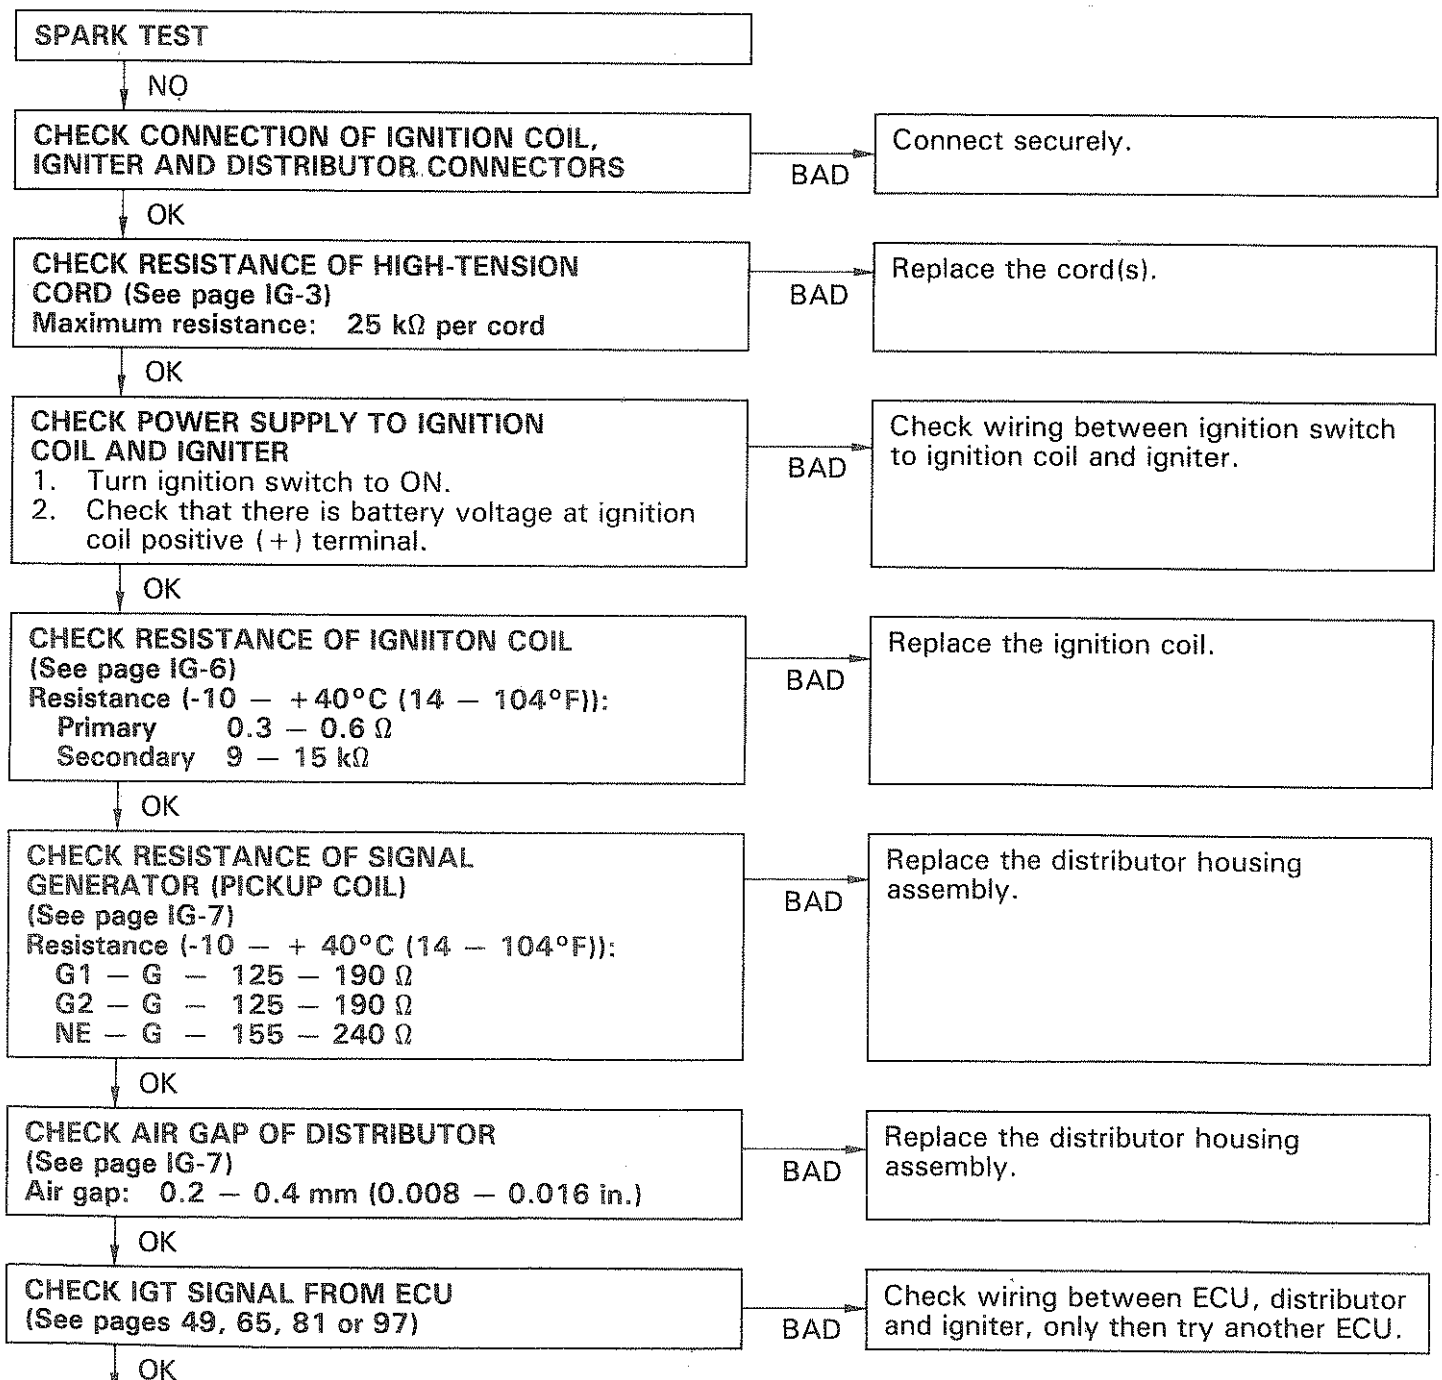 SPARK TEST
NO
CHECK CONNECTION OF IGNITION COIL,
IGNITER AND DISTRIBUTOR CONNECTORS
BAD
Connect securely.
OK
CHECK RESISTANCE OF HIGH-TENSION
CORD (See page IG-3)
Maximum resistance: 25 kΩ per cord
BAD
Replace the cord(s).
OK
CHECK POWER SUPPLY TO IGNITION
COIL AND IGNITER
1. Turn ignition switch to ON.
2. Check that there is battery voltage at ignition
coil positive (+) terminal.
BAD
Check wiring between ignition switch
to ignition coil and igniter.
OK
CHECK RESISTANCE OF IGNIITON COIL
(See page IG-6)
Resistance (-10 — +40°C (14 — 104°F)):
Primary 0.3 — 0.6 Ω
Secondary 9 — 15 kΩ
BAD
Replace the ignition coil.
OK
CHECK RESISTANCE OF SIGNAL
GENERATOR (PICKUP COIL)
(See page IG-7)
Resistance (-10 — + 40°C (14 — 104°F)):
G1 — G — 125 — 190 Ω
G2 — G — 125 — 190 Ω
NE — G — 155 — 240 Ω
BAD
Replace the distributor housing
assembly.
OK
CHECK AIR GAP OF DISTRIBUTOR
(See page IG-7)
Air gap: 0.2 — 0.4 mm (0.008 — 0.016 in.)
BAD
Replace the distributor housing
assembly.
OK
CHECK IGT SIGNAL FROM ECU
(See pages 49, 65, 81 or 97)
BAD
Check wiring between ECU, distributor
and igniter, only then try another ECU.
OK